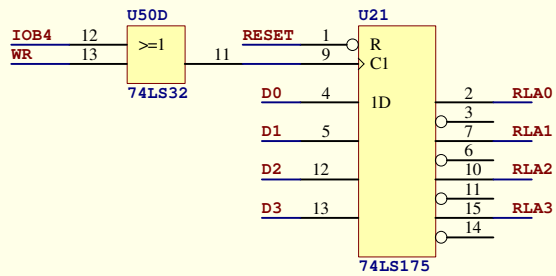 U50D U21
IOB4 12 >=1 RESET 1 R
WR 13 11 9 C1
74LS32
D0 4 1D 2 RLA0
3
D1 5 7 RLA1
6
D2 12 10 RLA2
11
D3 13 15 RLA3
14
74LS175